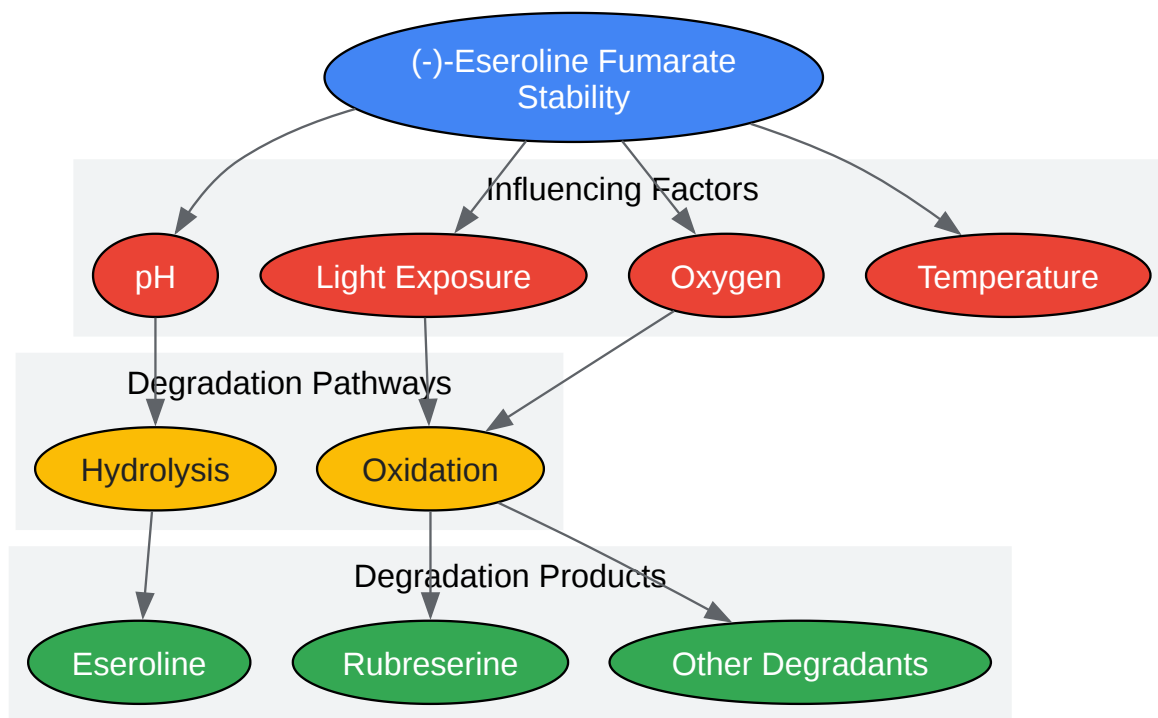 (-)-Eseroline Fumarate
Stability
Influencing Factors
pH
Light Exposure
Oxygen
Temperature
Degradation Pathways
Hydrolysis
Oxidation
Degradation Products
Eseroline
Rubreserine
Other Degradants